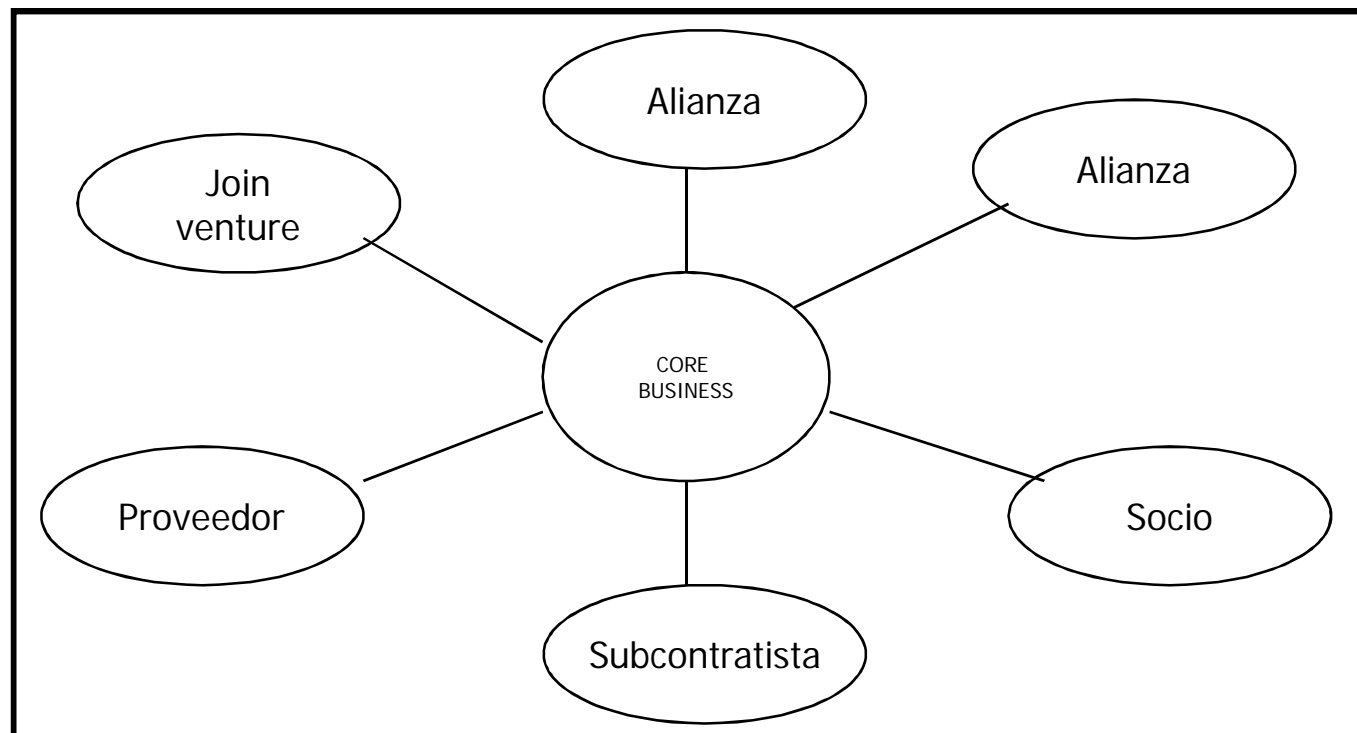 Alianza
Alianza
Join
venture
CORE
BUSINESS
Proveedor
Socio
Subcontratista